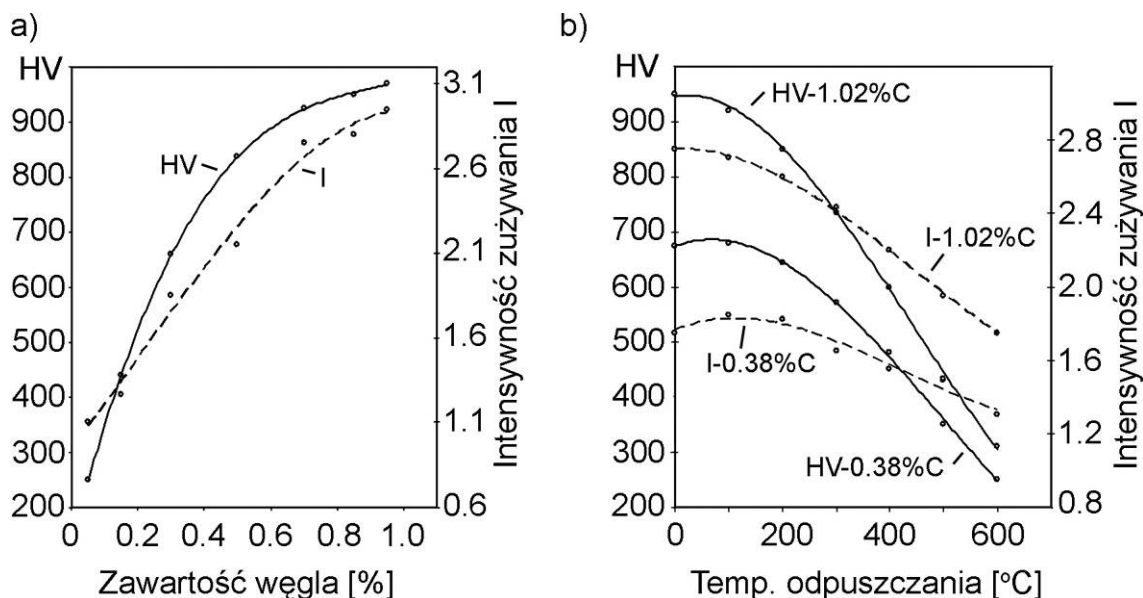 a)
HV
900
800
700
600
500
400
300
200
0
0.2
0.4
0.6
0.8
1.0
Zawartość węgla [%]
HV
I
3.1
2.6
2.1
1.6
1.1
0.6
Intensywność zużywania I
b)
HV
900
800
700
600
500
400
300
200
0
200
400
600
Temp. odpuszczania [°C]
HV-1.02%C
I-1.02%C
I-0.38%C
HV-0.38%C
2.8
2.4
2.0
1.6
1.2
0.8
Intensywność zużywania I